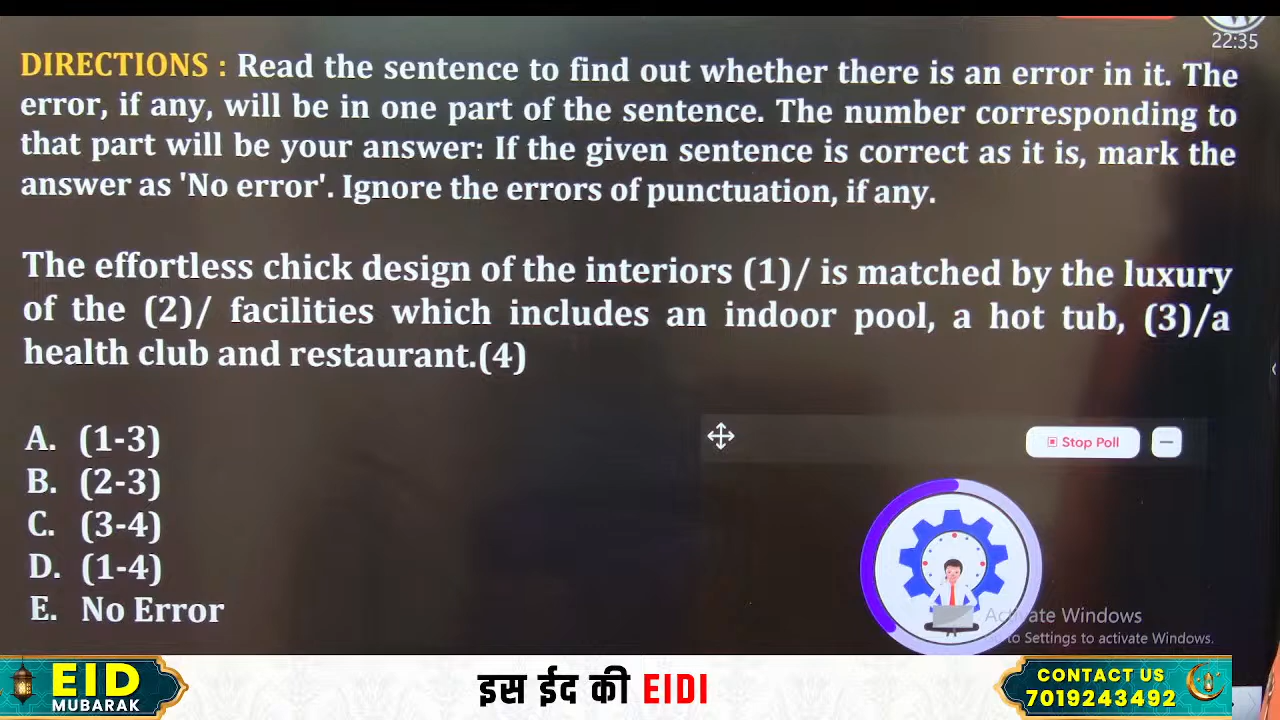 22:35
DIRECTIONS : Read the sentence to find out whether there is an error in it. The
error, if any, will be in one part of the sentence. The number corresponding to
that part will be your answer: If the given sentence is correct as it is, mark the
answer as 'No error'. Ignore the errors of punctuation, if any.
The effortless chick design of the interiors (1)/ is matched by the luxury
of the (2)/ facilities which includes an indoor pool, a hot tub, (3)/a
health club and restaurant.(4)
A. (1-3)
B. (2-3)
C. (3-4)
D. (1-4)
E. No Error
Stop Poll
Activate Windows
to Settings to activate Windows.
EID
MUBARAK
इस ईद की EIDI
CONTACT US
7019243492